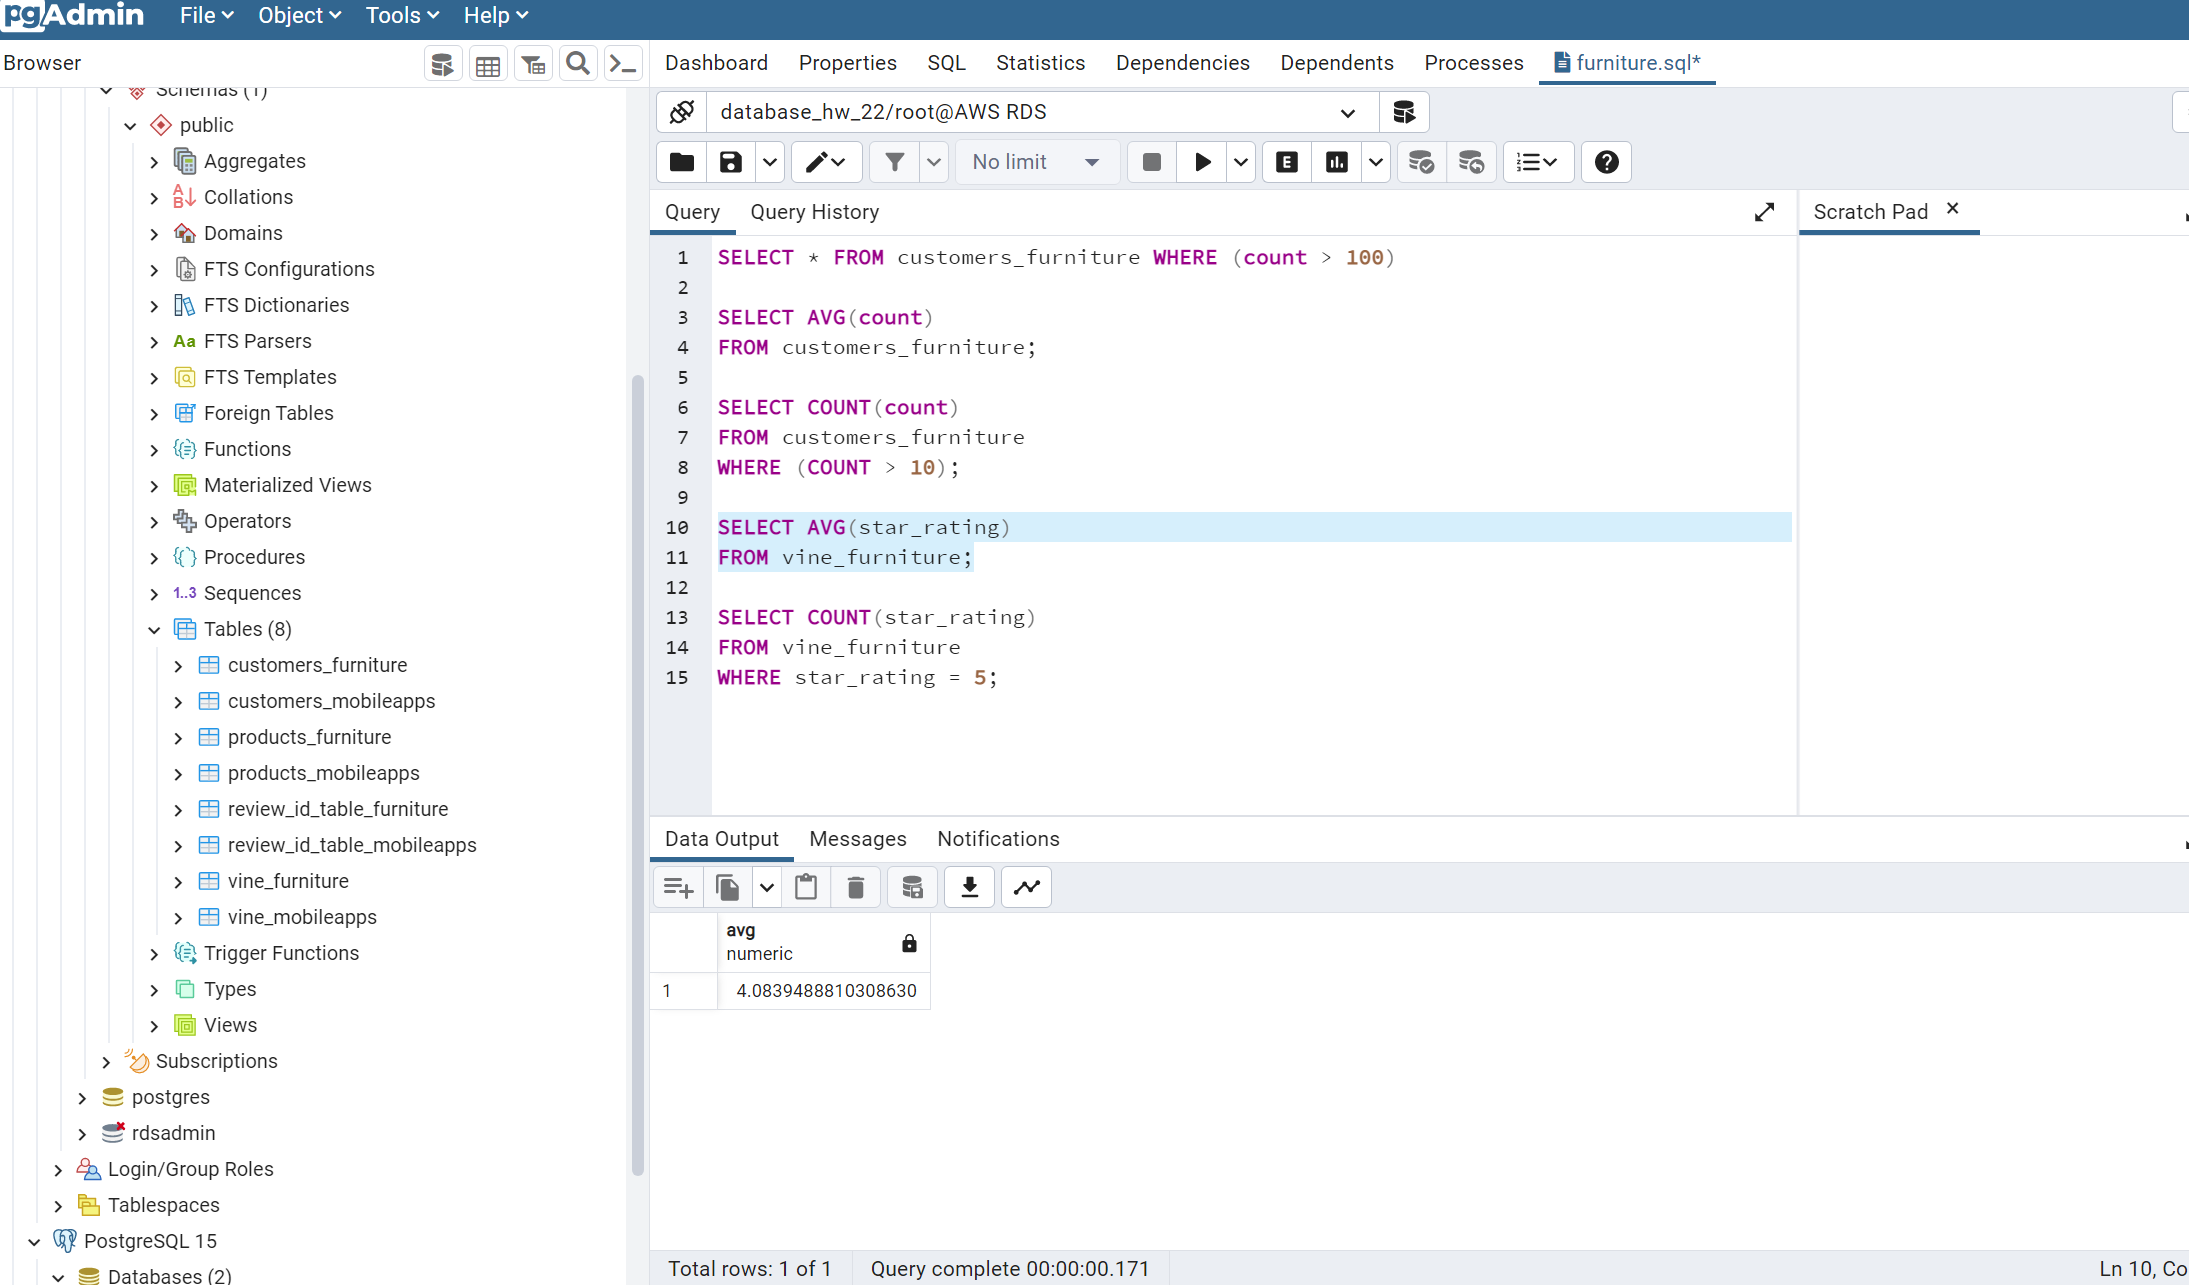 pgAdmin File Object Tools Help
Browser
Dashboard Properties SQL Statistics Dependencies Dependents Processes furniture.sql*
database_hw_22/root@AWS RDS
No limit
Schemas (1)
public
Aggregates
Collations
Domains
FTS Configurations
FTS Dictionaries
Aa FTS Parsers
FTS Templates
Foreign Tables
Functions
Materialized Views
Operators
Procedures
1..3 Sequences
Tables (8)
customers_furniture
customers_mobileapps
products_furniture
products_mobileapps
review_id_table_furniture
review_id_table_mobileapps
vine_furniture
vine_mobileapps
Trigger Functions
Types
Views
Subscriptions
postgres
rdsadmin
Login/Group Roles
Tablespaces
PostgreSQL 15
Databases (2)
Query Query History
Scratch Pad
1 SELECT * FROM customers_furniture WHERE (count > 100)
2
3 SELECT AVG(count)
4 FROM customers_furniture;
5
6 SELECT COUNT(count)
7 FROM customers_furniture
8 WHERE (COUNT > 10);
9
10 SELECT AVG(star_rating)
11 FROM vine_furniture;
12
13 SELECT COUNT(star_rating)
14 FROM vine_furniture
15 WHERE star_rating = 5;
Data Output Messages Notifications
avg
numeric
1 4.0839488810308630
Total rows: 1 of 1 Query complete 00:00:00.171 Ln 10, Co